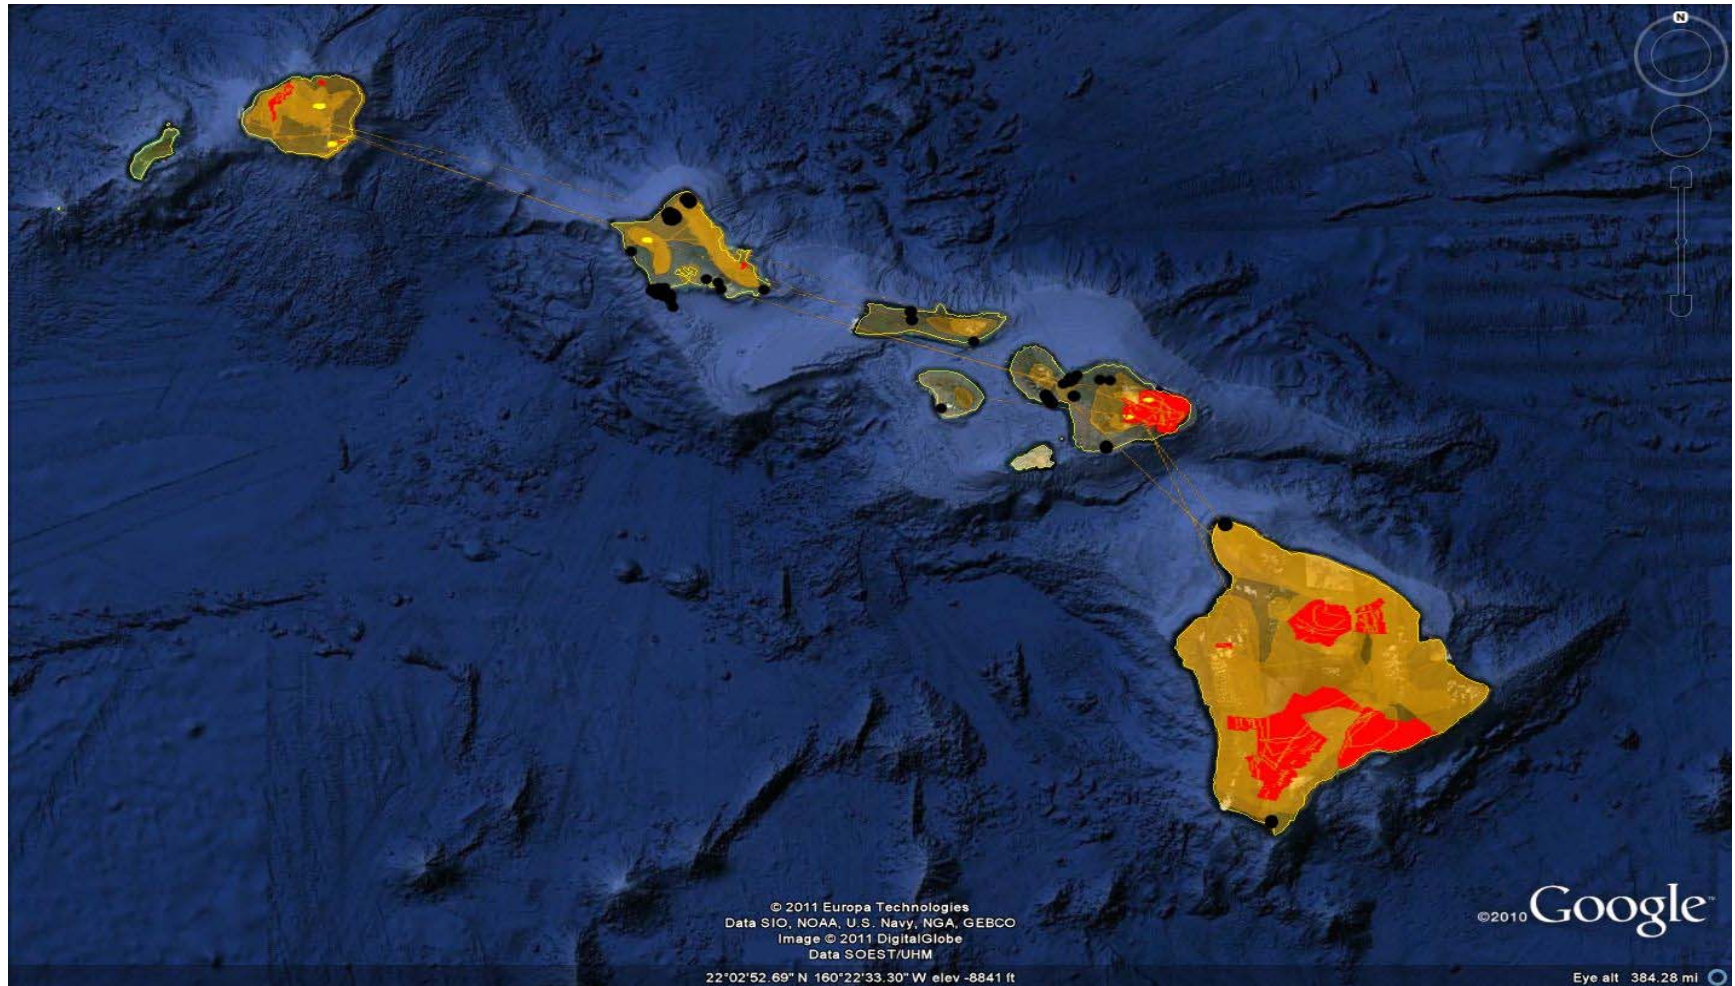 N
© 2011 Europa Technologies
Data SIO, NOAA, U.S. Navy, NGA, GEBCO
Image © 2011 DigitalGlobe
Data SOEST/UHM
©2010 Google™
22°02'52.69" N 160°22'33.30" W elev -8841 ft
Eye alt 384.28 mi